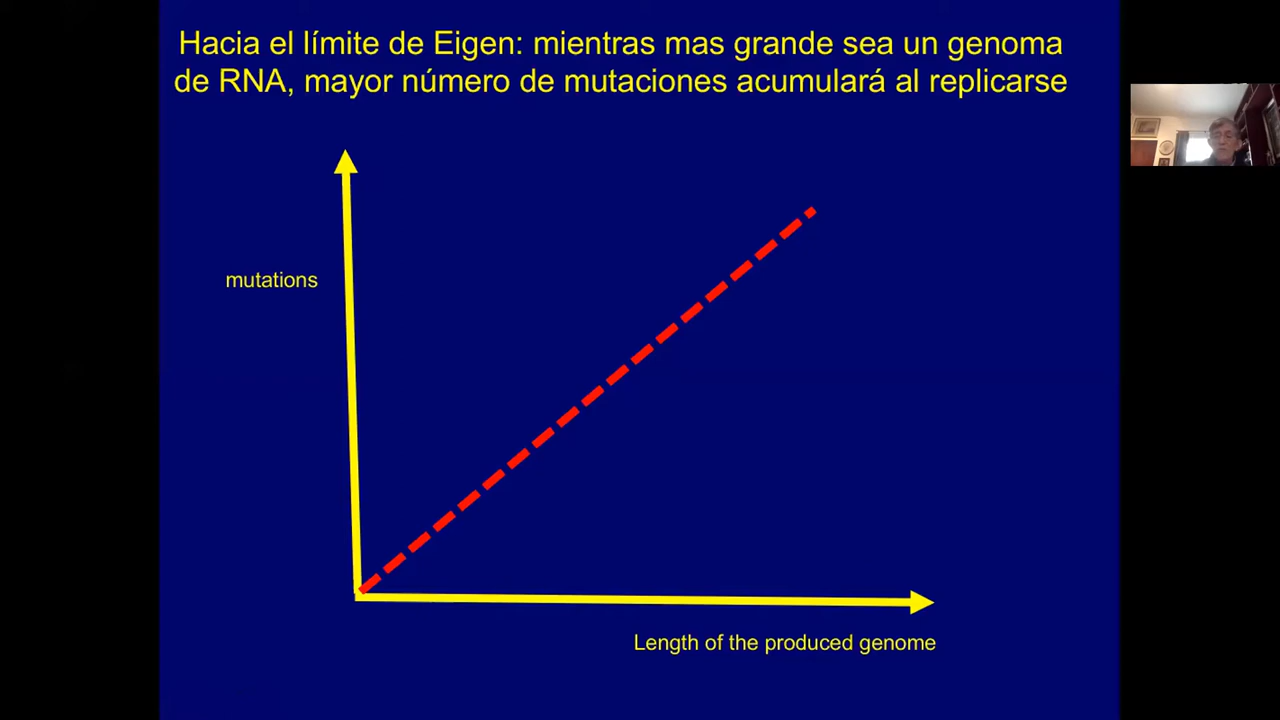 Hacia el límite de Eigen: mientras mas grande sea un genoma
de RNA, mayor número de mutaciones acumulará al replicarse
mutations
Length of the produced genome